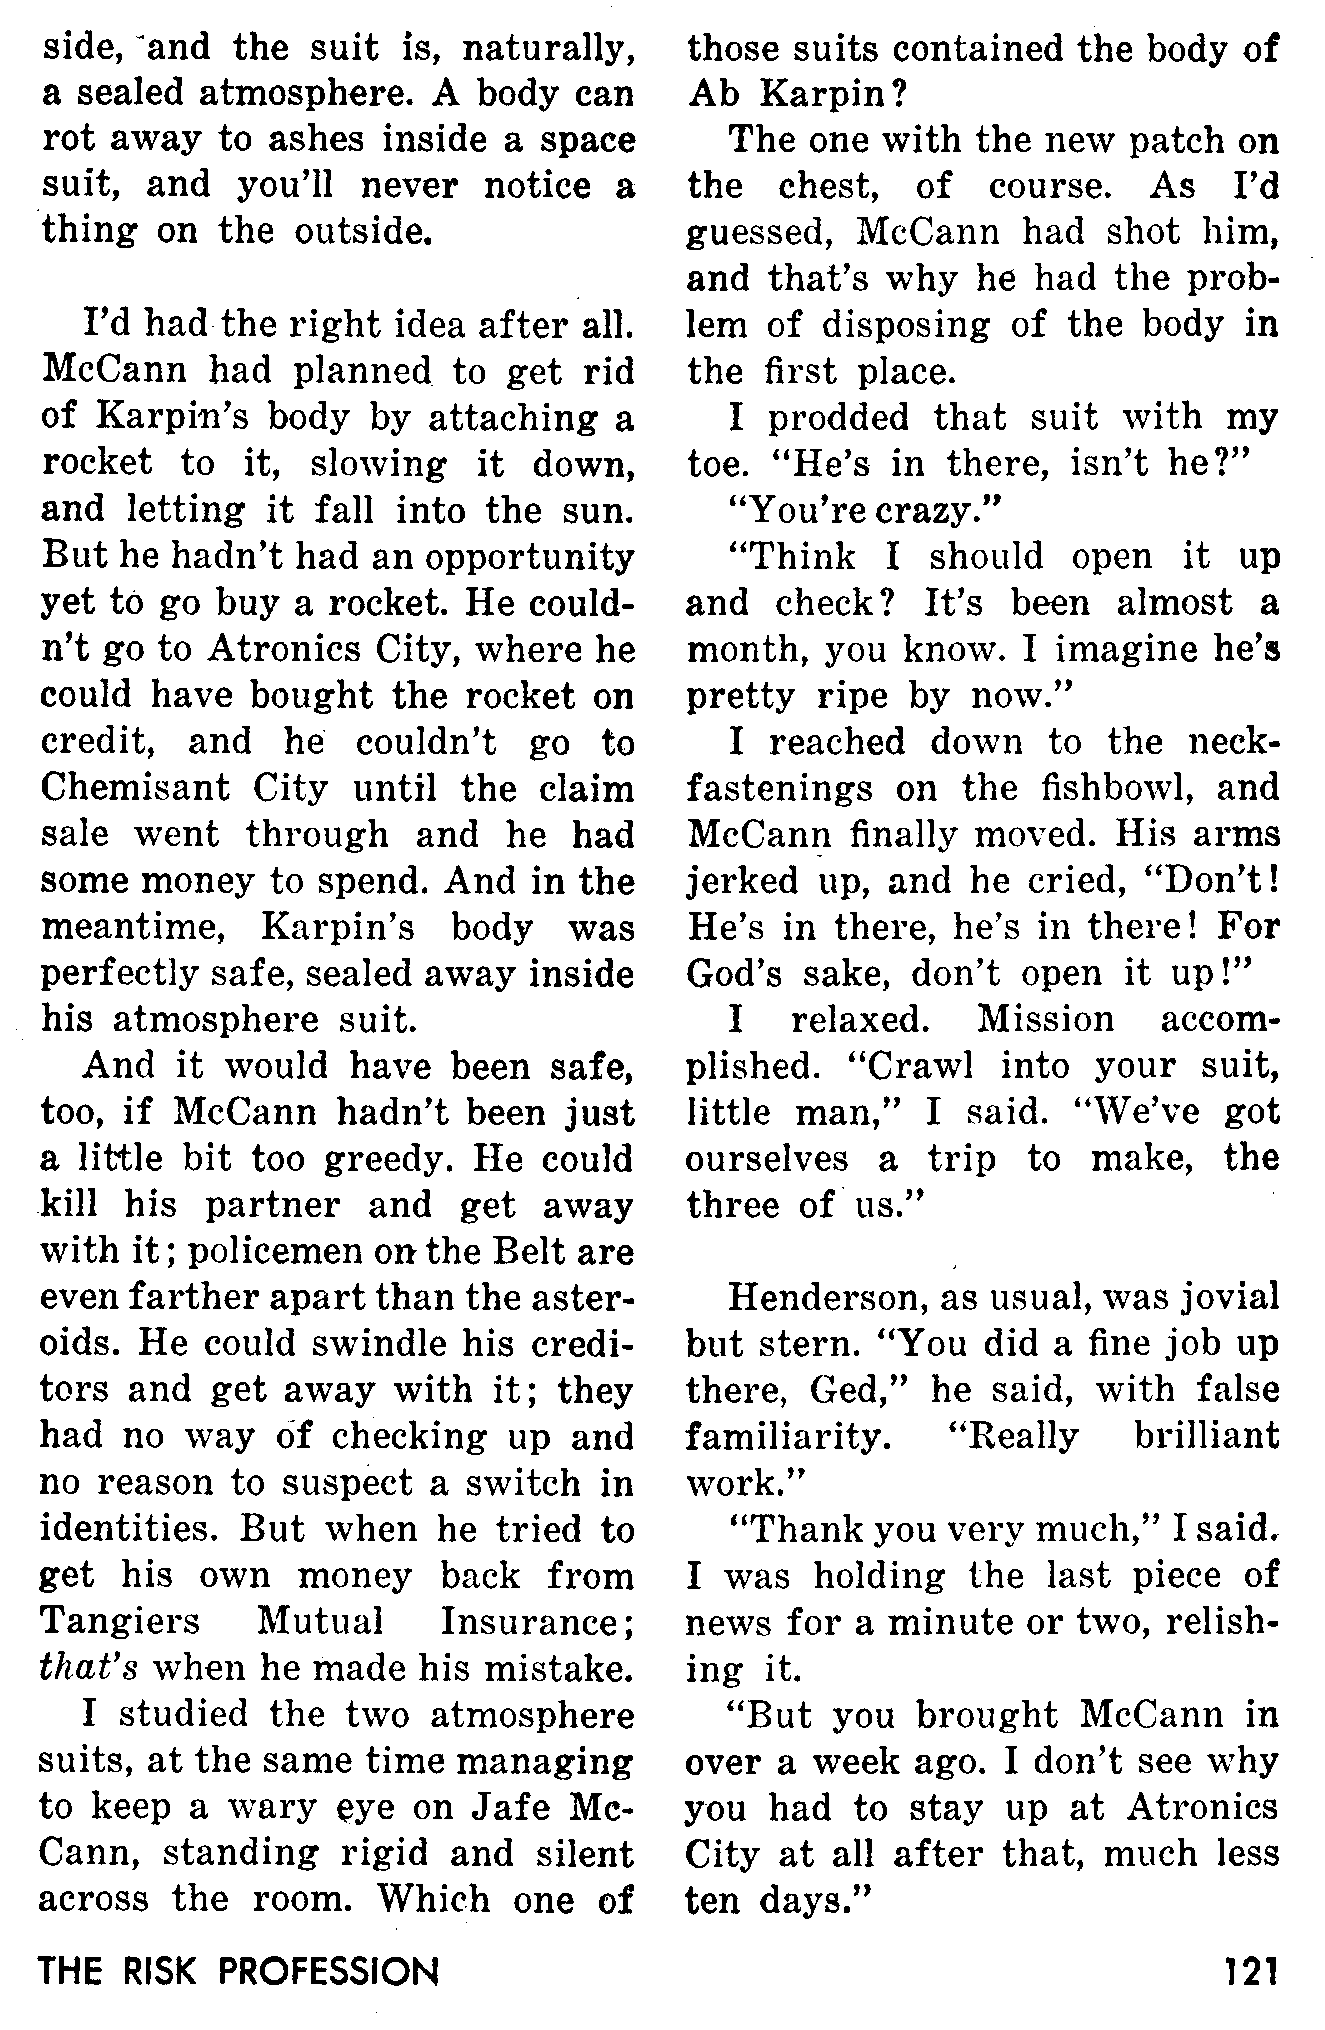 side, and the suit is, naturally,
a sealed atmosphere. A body can
rot away to ashes inside a space
suit, and you'll never notice a
thing on the outside.
I'd had the right idea after all.
McCann had planned to get rid
of Karpin's body by attaching a
rocket to it, slowing it down,
and letting it fall into the sun.
But he hadn't had an opportunity
yet to go buy a rocket. He could-
n't go to Atronics City, where he
could have bought the rocket on
credit, and he couldn't go to
Chemisant City until the claim
sale went through and he had
some money to spend. And in the
meantime, Karpin's body was
perfectly safe, sealed away inside
his atmosphere suit.
And it would have been safe,
too, if McCann hadn't been just
a little bit too greedy. He could
kill his partner and get away
with it; policemen on the Belt are
even farther apart than the aster-
oids. He could swindle his credi-
tors and get away with it; they
had no way of checking up and
no reason to suspect a switch in
identities. But when he tried to
get his own money back from
Tangiers Mutual Insurance;
that's when he made his mistake.
I studied the two atmosphere
suits, at the same time managing
to keep a wary eye on Jafe Mc-
Cann, standing rigid and silent
across the room. Which one of
those suits contained the body of
Ab Karpin?
The one with the new patch on
the chest, of course. As I'd
guessed, McCann had shot him,
and that's why he had the prob-
lem of disposing of the body in
the first place.
I prodded that suit with my
toe. “He's in there, isn't he?”
“You're crazy.”
“Think I should open it up
and check? It's been almost a
month, you know. I imagine he's
pretty ripe by now.”
I reached down to the neck-
fastenings on the fishbowl, and
McCann finally moved. His arms
jerked up, and he cried, “Don't!
He's in there, he's in there! For
God's sake, don't open it up!”
I relaxed. Mission accom-
plished. “Crawl into your suit,
little man,” I said. “We've got
ourselves a trip to make, the
three of us.”
Henderson, as usual, was jovial
but stern. “You did a fine job up
there, Ged,” he said, with false
familiarity. “Really brilliant
work.”
“Thank you very much,” I said.
I was holding the last piece of
news for a minute or two, relish-
ing it.
“But you brought McCann in
over a week ago. I don't see why
you had to stay up at Atronics
City at all after that, much less
ten days.”
THE RISK PROFESSION
121